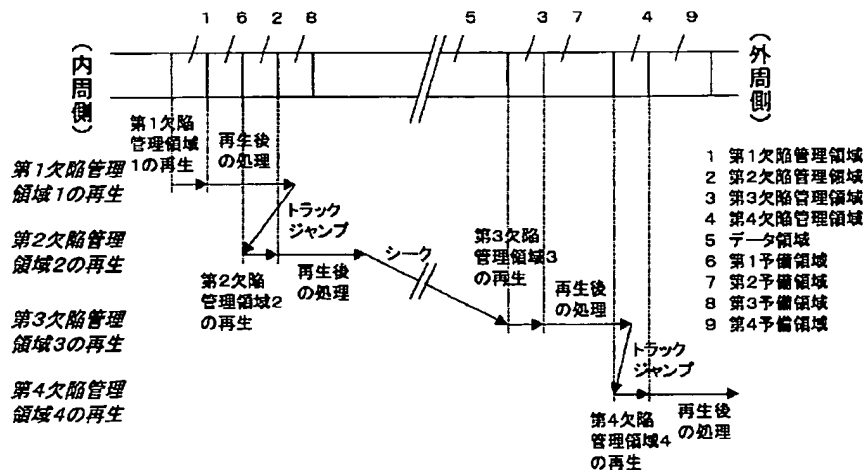 1 6 2 8 5 3 7 4 9
(内周側)
(外周側)
第1欠陥
管理領域
1の再生
再生後
の処理
第1欠陥管理
領域1の再生
トラック
ジャンプ
第2欠陥管理
領域2の再生
第2欠陥
管理領域2
の再生
再生後
の処理
シーク
第3欠陥
管理領域3
の再生
再生後
の処理
第3欠陥管理
領域3の再生
トラック
ジャンプ
第4欠陥管理
領域4の再生
第4欠陥
管理領域4
の再生
再生後
の処理
1 第1欠陥管理領域
2 第2欠陥管理領域
3 第3欠陥管理領域
4 第4欠陥管理領域
5 データ領域
6 第1予備領域
7 第2予備領域
8 第3予備領域
9 第4予備領域